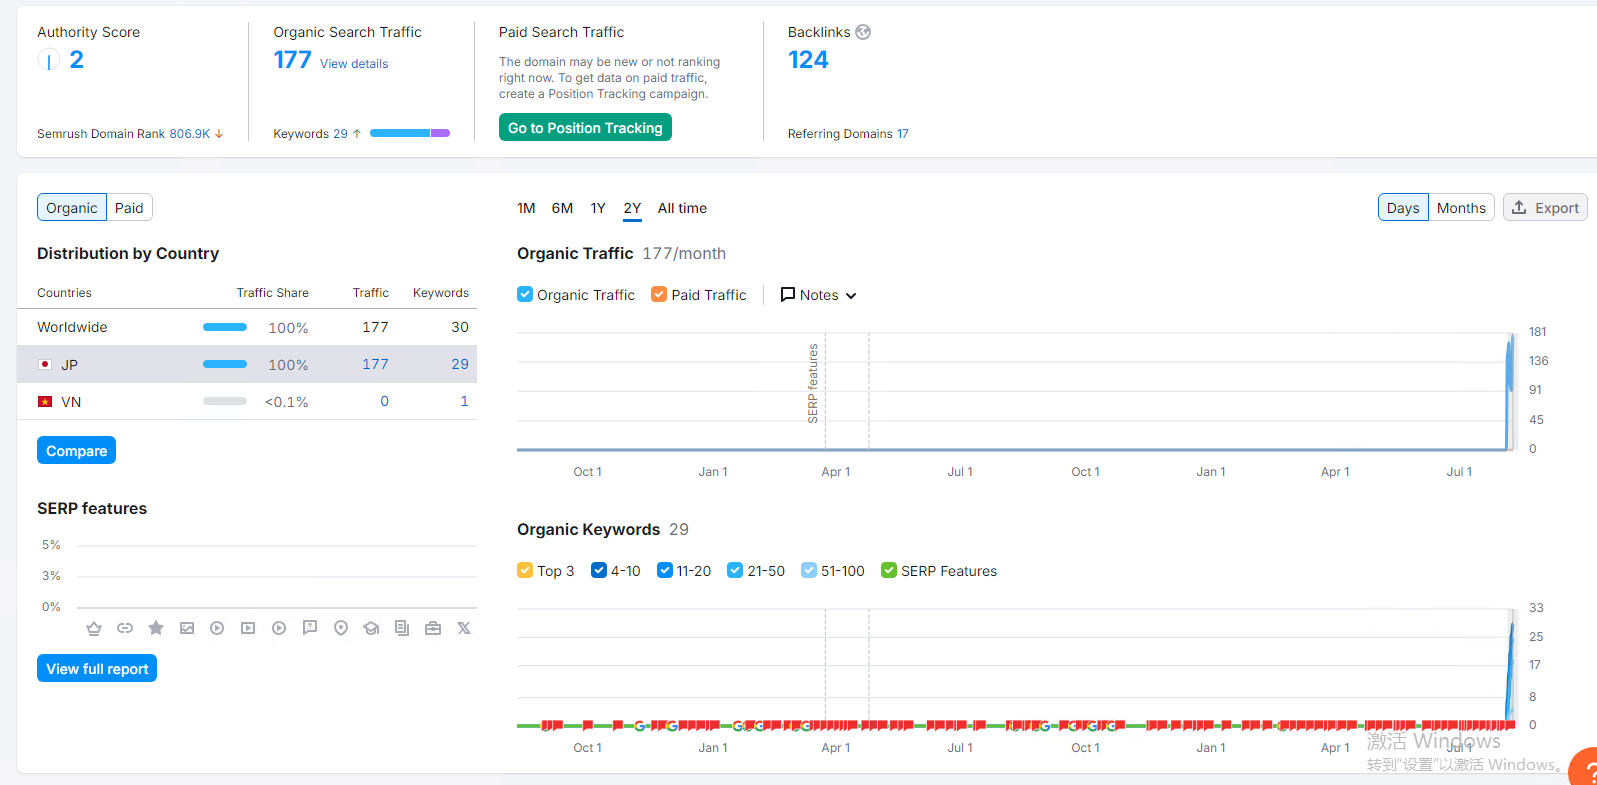 Authority Score
2
Semrush Domain Rank 806.9K
Organic Search Traffic
177 View details
Keywords 29
Paid Search Traffic
The domain may be new or not ranking
right now. To get data on paid traffic,
create a Position Tracking campaign.
Go to Position Tracking
Backlinks
124
Referring Domains 17
Organic Paid
Distribution by Country
Countries Traffic Share Traffic Keywords
Worldwide 100% 177 30
JP 100% 177 29
VN <0.1% 0 1
Compare
SERP features
5%
3%
0%
View full report
1M 6M 1Y 2Y All time
Days Months Export
Organic Traffic 177/month
Organic Traffic Paid Traffic Notes
SERP features
181
136
91
45
0
Oct 1 Jan 1 Apr 1 Jul 1 Oct 1 Jan 1 Apr 1 Jul 1
Organic Keywords 29
Top 3 4-10 11-20 21-50 51-100 SERP Features
33
25
17
8
0
Oct 1 Jan 1 Apr 1 Jul 1 Oct 1 Jan 1 Apr 1 Jul 1
激活 Windows
转到"设置"以激活 Windows。
?